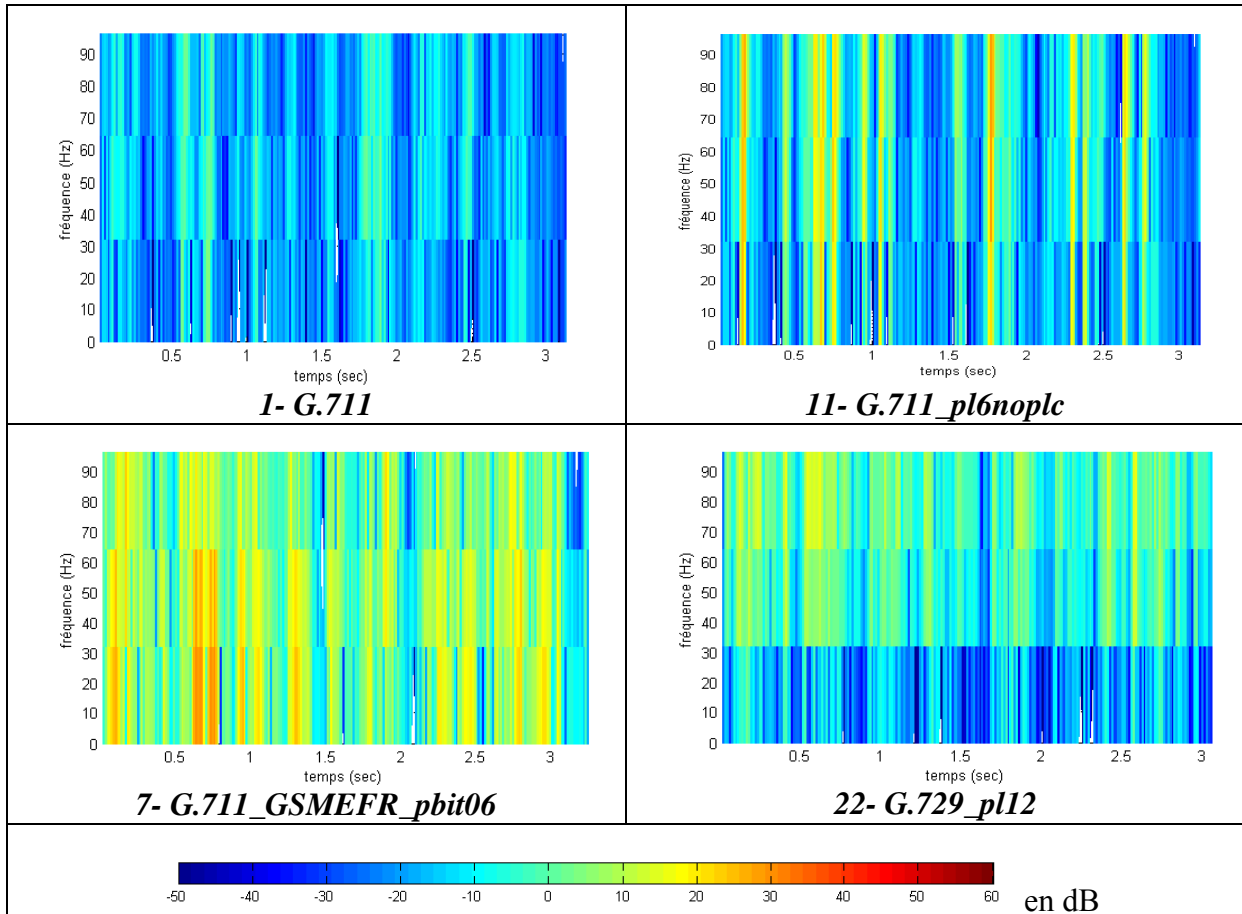 90
80
70
60
50
40
30
20
10
0
fréquence (Hz)
0.5 1 1.5 2 2.5 3
temps (sec)
1- G.711
90
80
70
60
50
40
30
20
10
0
fréquence (Hz)
0.5 1 1.5 2 2.5 3
temps (sec)
11- G.711_pl6noplc
90
80
70
60
50
40
30
20
10
0
fréquence (Hz)
0.5 1 1.5 2 2.5 3
temps (sec)
7- G.711_GSMEFR_pbit06
90
80
70
60
50
40
30
20
10
0
fréquence (Hz)
0.5 1 1.5 2 2.5 3
temps (sec)
22- G.729_pl12
-50 -40 -30 -20 -10 0 10 20 30 40 50 60 en dB